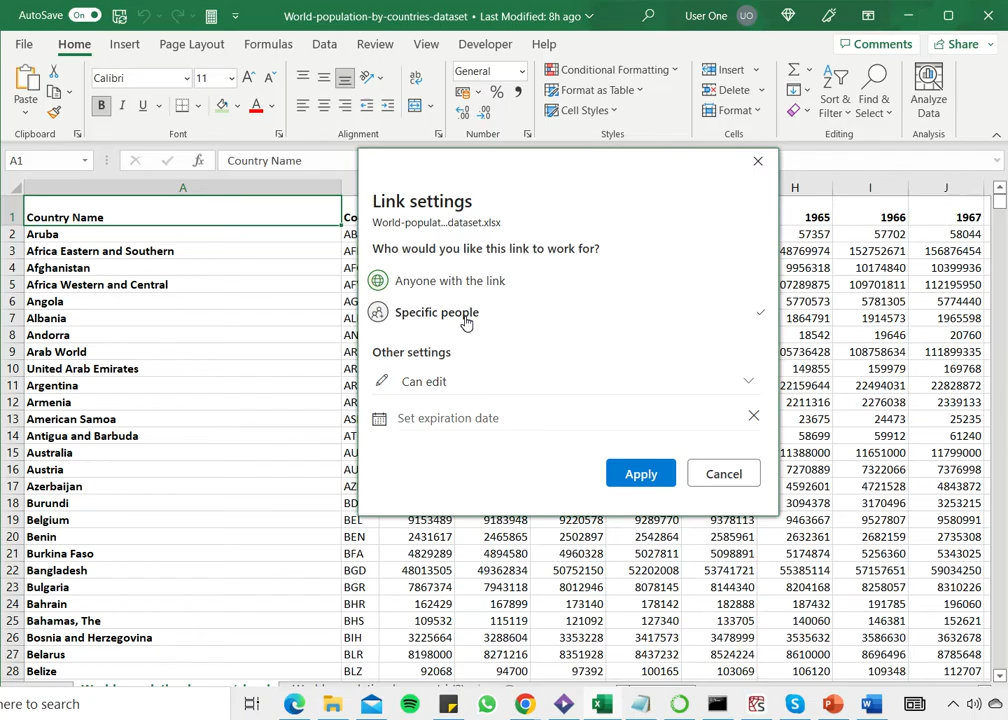 AutoSave On World-population-by-countries-dataset • Last Modified: 8h ago User One UO
File Home Insert Page Layout Formulas Data Review View Developer Help Comments Share
Paste Calibri 11 General Conditional Formatting Insert
B I U Format as Table Delete Sort & Filter Find & Select Analyze Data
Cell Styles Format
Clipboard Font Alignment Number Styles Cells Editing Analysis
A1 fx Country Name
A H I J
1 Country Name 1965 1966 1967
2 Aruba 57357 57702 58044
3 Africa Eastern and Southern 48769974 152752671 156876454
4 Afghanistan 9956318 10174840 10399936
5 Africa Western and Central 07289875 109701811 112195950
6 Angola 5770573 5781305 5774440
7 Albania 1864791 1914573 1965598
8 Andorra 18542 19646 20760
9 Arab World 05736428 108758634 111899335
10 United Arab Emirates 149855 159979 169768
11 Argentina 22159644 22494031 22828872
12 Armenia 2211316 2276038 2339133
13 American Samoa 23675 24473 25235
14 Antigua and Barbuda 58699 59912 61240
15 Australia 11388000 11651000 11799000
16 Austria 7270889 7322066 7376998
17 Azerbaijan 4592601 4721528 4843872
18 Burundi 3094378 3170496 3253215
19 Belgium BEL 9153489 9183948 9220578 9289770 9378113 9463667 9527807 9580991
20 Benin BEN 2431617 2465865 2502897 2542864 2585961 2632361 2682159 2735308
21 Burkina Faso BFA 4829289 4894580 4960328 5027811 5098891 5174874 5256360 5343025
22 Bangladesh BGD 48013505 49362834 50752150 52202008 53741721 55385114 57157651 59034250
23 Bulgaria BGR 7867374 7943118 8012946 8078145 8144340 8204168 8258057 8310226
24 Bahrain BHR 162429 167899 173140 178142 182888 187432 191785 196060
25 Bahamas, The BHS 109532 115119 121092 127340 133705 140060 146381 152621
26 Bosnia and Herzegovina BIH 3225664 3288604 3353228 3417573 3478999 3535632 3586630 3632678
27 Belarus BLR 8198000 8271216 8351928 8437232 8524224 8610000 8696496 8785648
28 Belize BLZ 92068 94700 97392 100165 103069 106120 109348 112707
Link settings
World-populat...dataset.xlsx
Who would you like this link to work for?
Anyone with the link
Specific people
Other settings
Can edit
Set expiration date
Apply Cancel
here to search